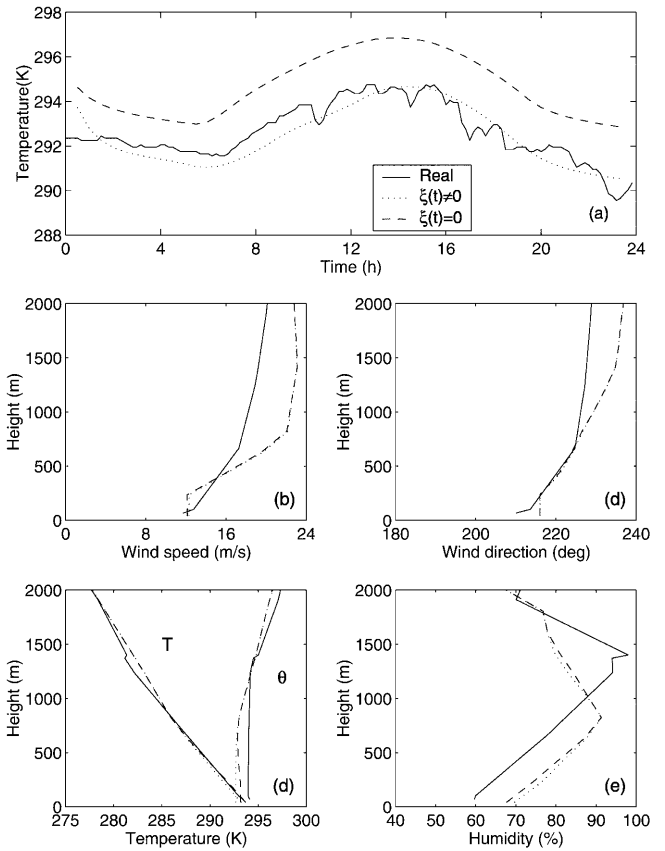 298
296
294
292
290
288
Temperature(K)
Real
ξ(t)≠0
ξ(t)=0
(a)
0 4 8 12 16 20 24
Time (h)
2000
1500
1000
500
0
Height (m)
(b)
0 8 16 24
Wind speed (m/s)
2000
1500
1000
500
0
Height (m)
(d)
180 200 220 240
Wind direction (deg)
2000
1500
1000
500
0
Height (m)
T
θ
(d)
275 280 285 290 295 300
Temperature (K)
2000
1500
1000
500
0
Height (m)
(e)
40 50 60 70 80 90 100
Humidity (%)